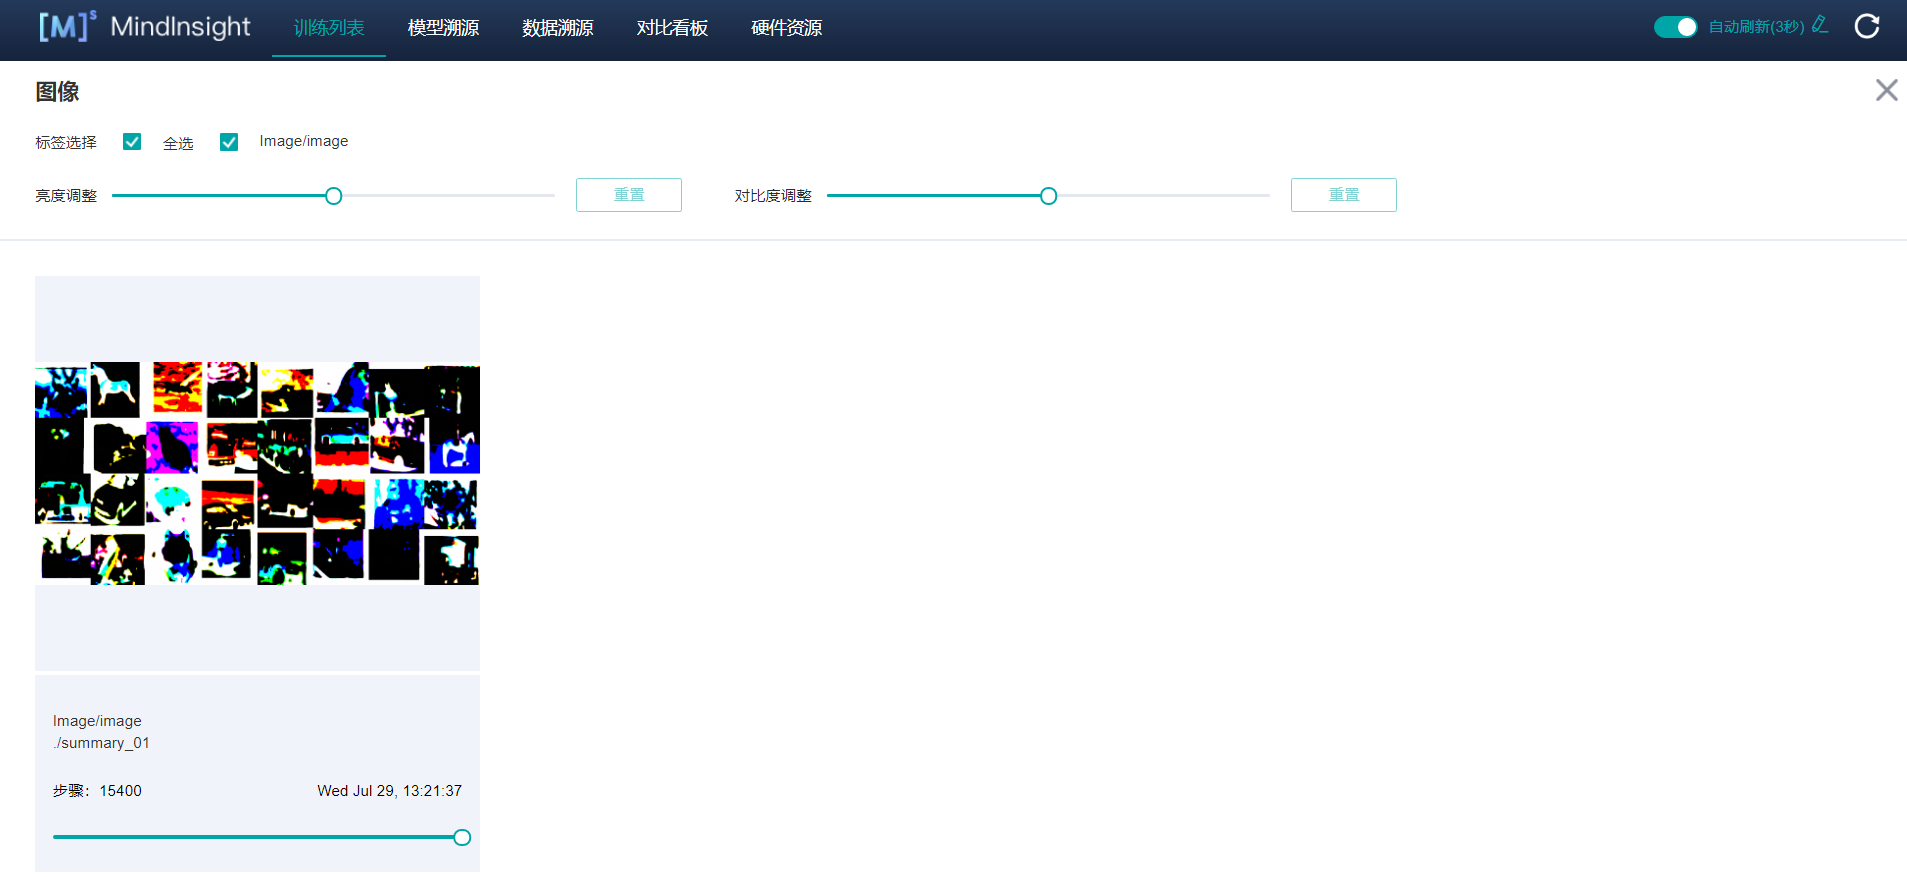 [M]s MindInsight 训练列表 模型溯源 数据溯源 对比看板 硬件资源 自动刷新(3秒)
图像
标签选择 全选 Image/image
亮度调整 重置 对比度调整 重置
Image/image
./summary_01
步骤：15400 Wed Jul 29, 13:21:37